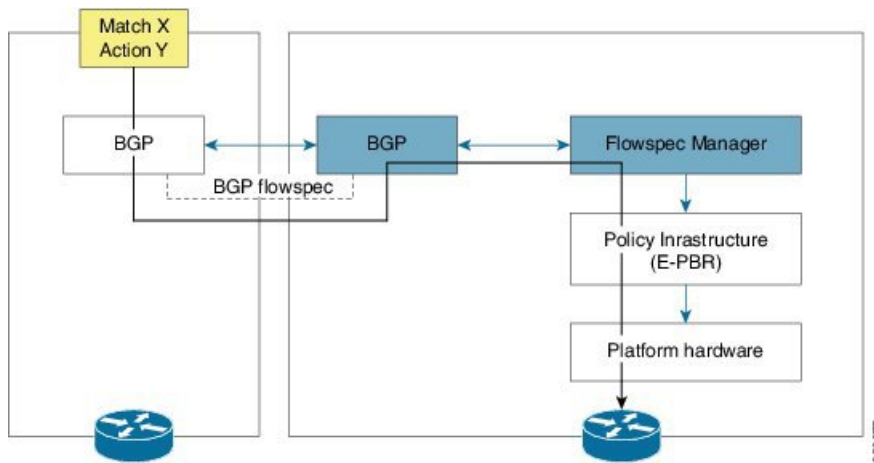 Match X
Action Y
BGP
BGP
Flowspec Manager
BGP flowspec
Policy Inrastructure
(E-PBR)
Platform hardware